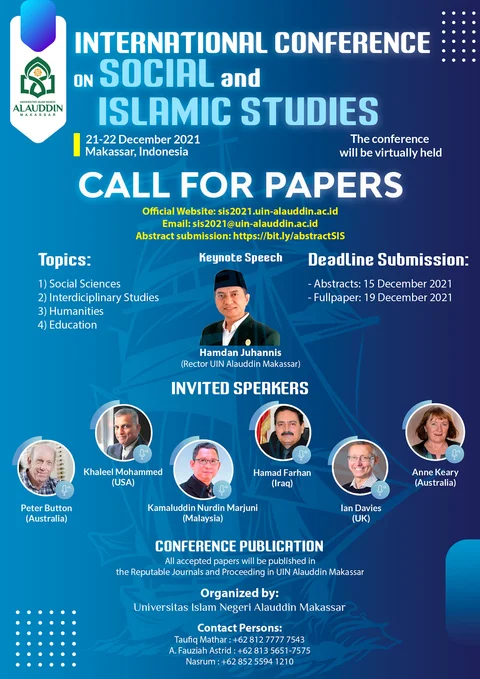 UNIVERSITAS ISLAM NEGERI
ALAUDDIN
MAKASSAR
INTERNATIONAL CONFERENCE
ON SOCIAL and
ISLAMIC STUDIES
21-22 December 2021
Makassar, Indonesia
The conference
will be virtually held
CALL FOR PAPERS
Official Website: sis2021.uin-alauddin.ac.id
Email: sis2021@uin-alauddin.ac.id
Abstract submission: https://bit.ly/abstractSIS
Topics:
1) Social Sciences
2) Interdiciplinary Studies
3) Humanities
4) Education
Keynote Speech
Hamdan Juhannis
(Rector UIN Alauddin Makassar)
DeadLine Submission:
- Abstracts: 15 December 2021
- Fullpaper: 19 December 2021
INVITED SPEAKERS
Peter Button
(Australia)
Khaleel Mohammed
(USA)
Kamaluddin Nurdin Marjuni
(Malaysia)
Hamad Farhan
(Iraq)
Ian Davies
(UK)
Anne Keary
(Australia)
CONFERENCE PUBLICATION
All accepted papers will be published in
the Reputable Journals and Proceeding in UIN Alauddin Makassar
Organized by:
Universitas Islam Negeri Alauddin Makassar
Contact Persons:
Taufiq Mathar : +62 812 7777 7543
A. Fauziah Astrid : +62 813 5651-7575
Nasrum : +62 852 5594 1210